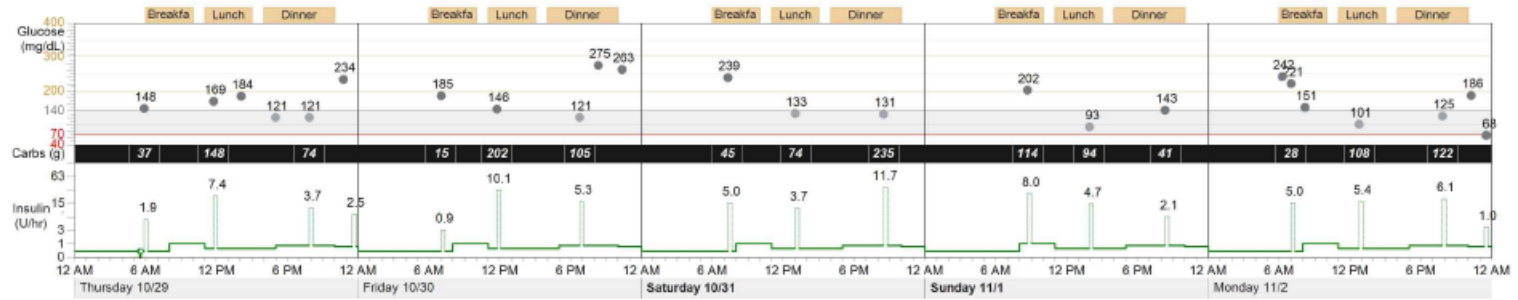 Breakfa Lunch Dinner Breakfa Lunch Dinner Breakfa Lunch Dinner Breakfa Lunch Dinner Breakfa Lunch Dinner
400
Glucose
(mg/dL)
300
200
140
70
40
148 169 184 121 121 234 185 146 121 275 263 239 133 131 202 93 143 242 221 151 101 125 186 68
Carbs (g) 37 148 74 15 202 105 45 74 235 114 94 41 28 108 122
63
Insulin 15
(U/hr)
3
1
0
1.9 7.4 3.7 2.5 0.9 10.1 5.3 5.0 3.7 11.7 8.0 4.7 2.1 5.0 5.4 6.1 1.0
12 AM 6 AM 12 PM 6 PM 12 AM 6 AM 12 PM 6 PM 12 AM 6 AM 12 PM 6 PM 12 AM 6 AM 12 PM 6 PM 12 AM 6 AM 12 PM 6 PM 12 AM
Thursday 10/29 Friday 10/30 Saturday 10/31 Sunday 11/1 Monday 11/2